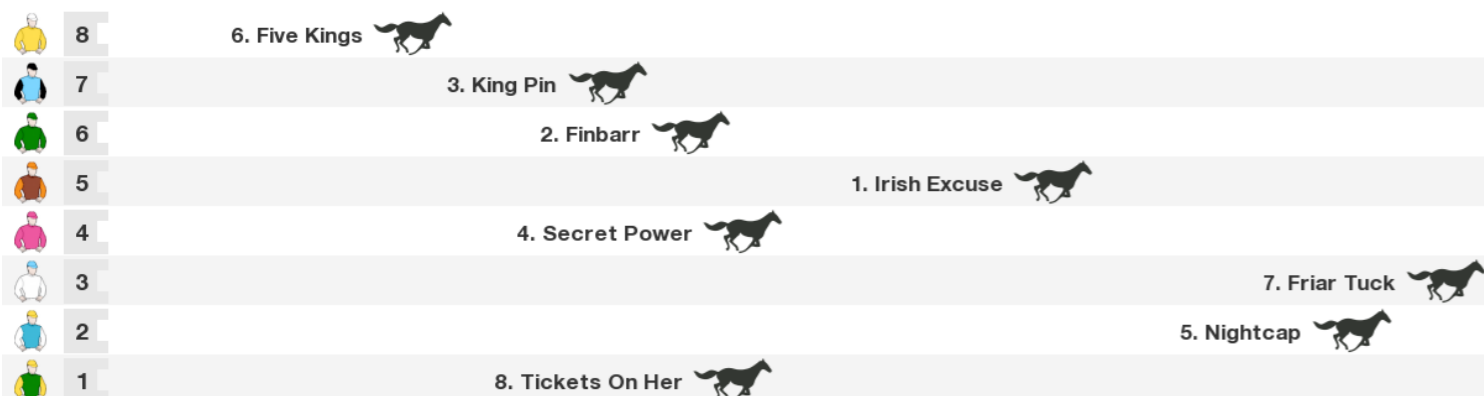 8 6. Five Kings
7 3. King Pin
6 2. Finbarr
5 1. Irish Excuse
4 4. Secret Power
3 7. Friar Tuck
2 5. Nightcap
1 8. Tickets On Her